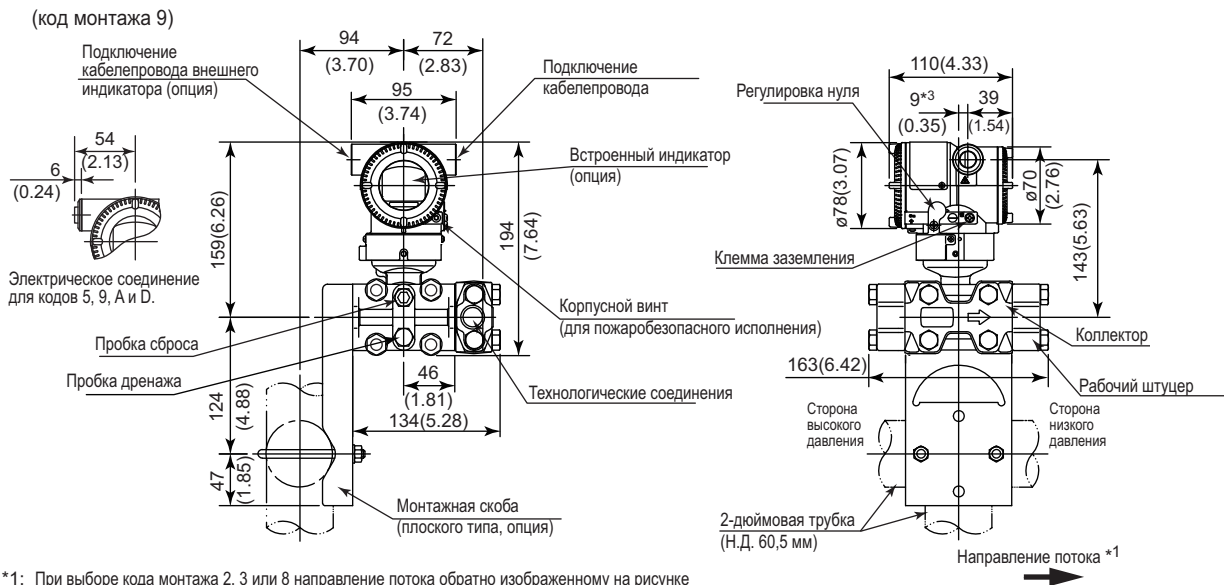 (код монтажа 9)
94
(3.70)
72
(2.83)
Подключение
кабелепровода внешнего
индикатора (опция)
Подключение
кабелепровода
95
(3.74)
54
(2.13)
6
(0.24)
159(6.26)
Встроенный индикатор
(опция)
194
(7.64)
Электрическое соединение
для кодов 5, 9, A и D.
Корпусной винт
(для пожаробезопасного исполнения)
Пробка сброса
Пробка дренажа
46
(1.81)
Технологические соединения
134(5.28)
124
(4.88)
47
(1.85)
Монтажная скоба
(плоского типа, опция)
110(4.33)
Регулировка нуля
9*3
(0.35)
39
(1.54)
ø78(3.07)
ø70
(2.76)
143(5.63)
Клемма заземления
Коллектор
163(6.42)
Рабочий штуцер
Сторона
высокого
давления
Сторона
низкого
давления
2-дюймовая трубка
(Н.Д. 60,5 мм)
Направление потока *1
*1: При выборе кода монтажа 2, 3 или 8 направление потока обратно изображенному на рисунке